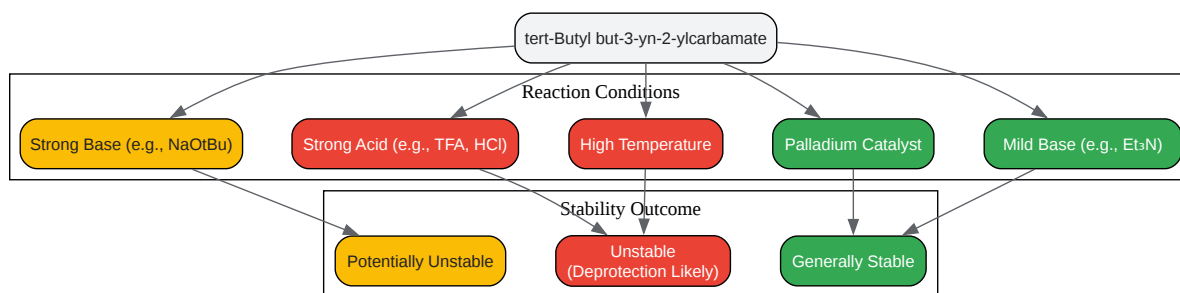 tert-Butyl but-3-yn-2-ylcarbamate
Reaction Conditions
Strong Base (e.g., NaOtBu)
Strong Acid (e.g., TFA, HCl)
High Temperature
Palladium Catalyst
Mild Base (e.g., Et₃N)
Stability Outcome
Potentially Unstable
Unstable
(Deprotection Likely)
Generally Stable